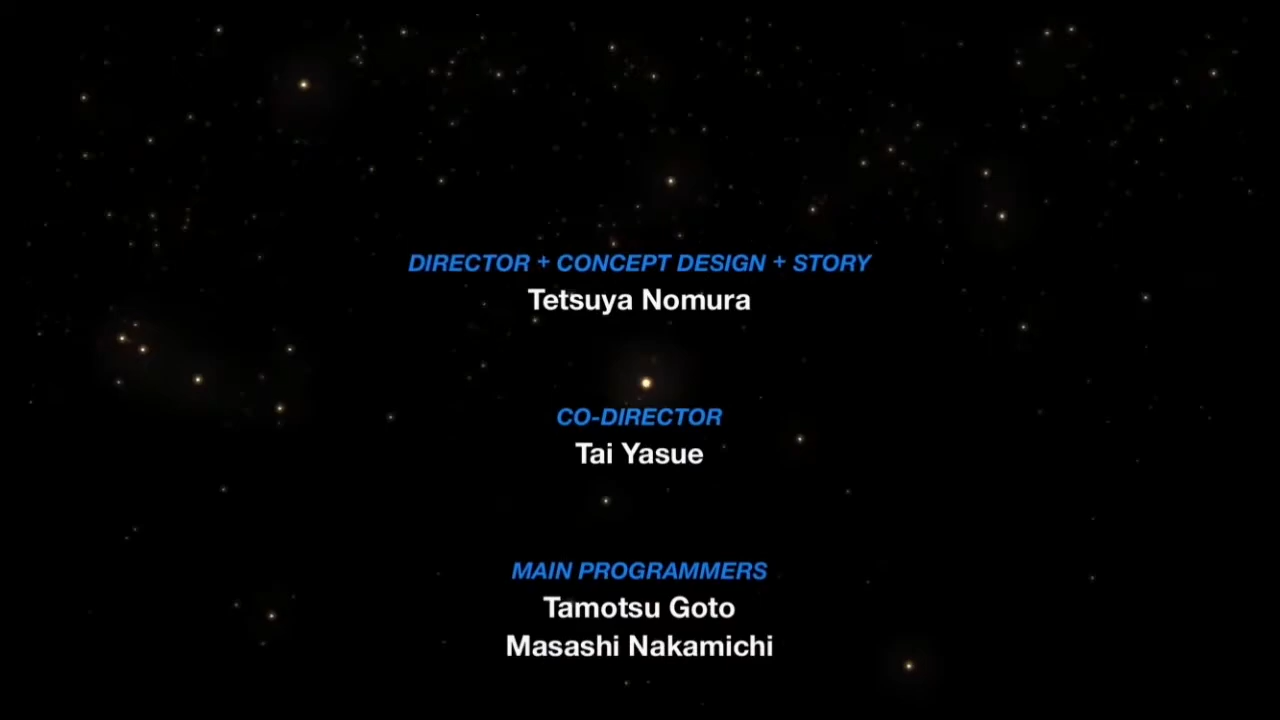 DIRECTOR + CONCEPT DESIGN + STORY
Tetsuya Nomura
CO-DIRECTOR
Tai Yasue
MAIN PROGRAMMERS
Tamotsu Goto
Masashi Nakamichi